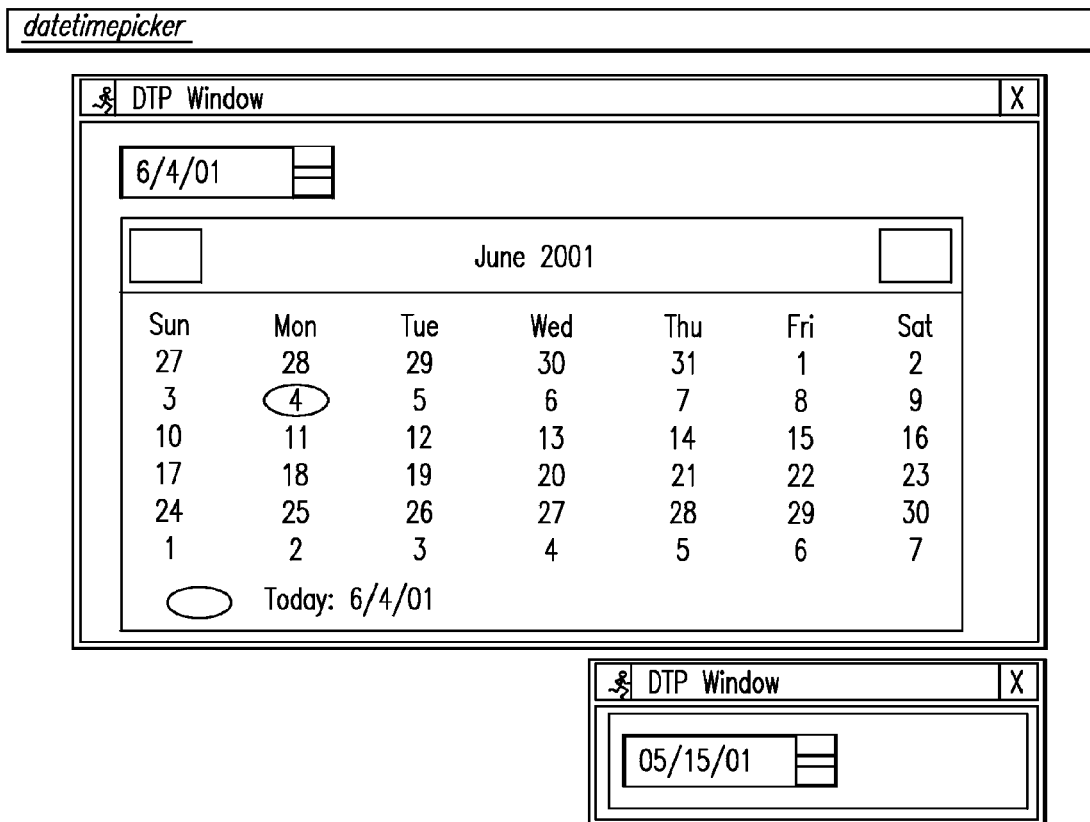 datetimepicker
DTP Window X
6/4/01
June 2001
Sun Mon Tue Wed Thu Fri Sat
27 28 29 30 31 1 2
3 4 5 6 7 8 9
10 11 12 13 14 15 16
17 18 19 20 21 22 23
24 25 26 27 28 29 30
1 2 3 4 5 6 7
Today: 6/4/01
DTP Window X
05/15/01